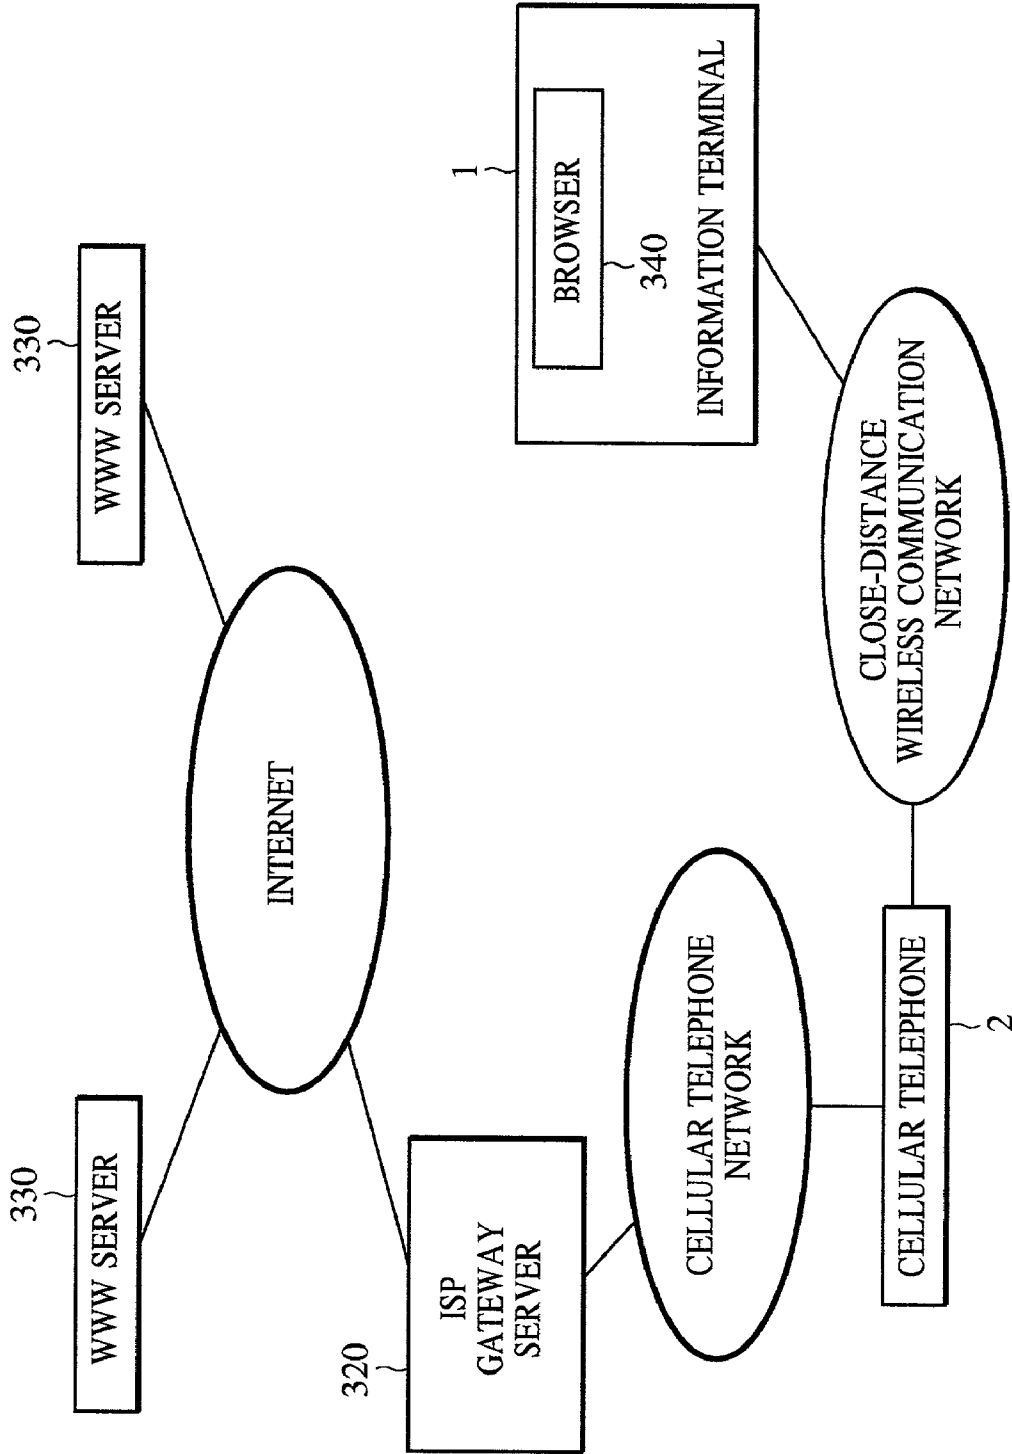 330
WWW SERVER
330
WWW SERVER
INTERNET
320
ISP
GATEWAY
SERVER
1
BROWSER
340
INFORMATION TERMINAL
CELLULAR TELEPHONE
NETWORK
CLOSE-DISTANCE
WIRELESS COMMUNICATION
NETWORK
CELLULAR TELEPHONE
2